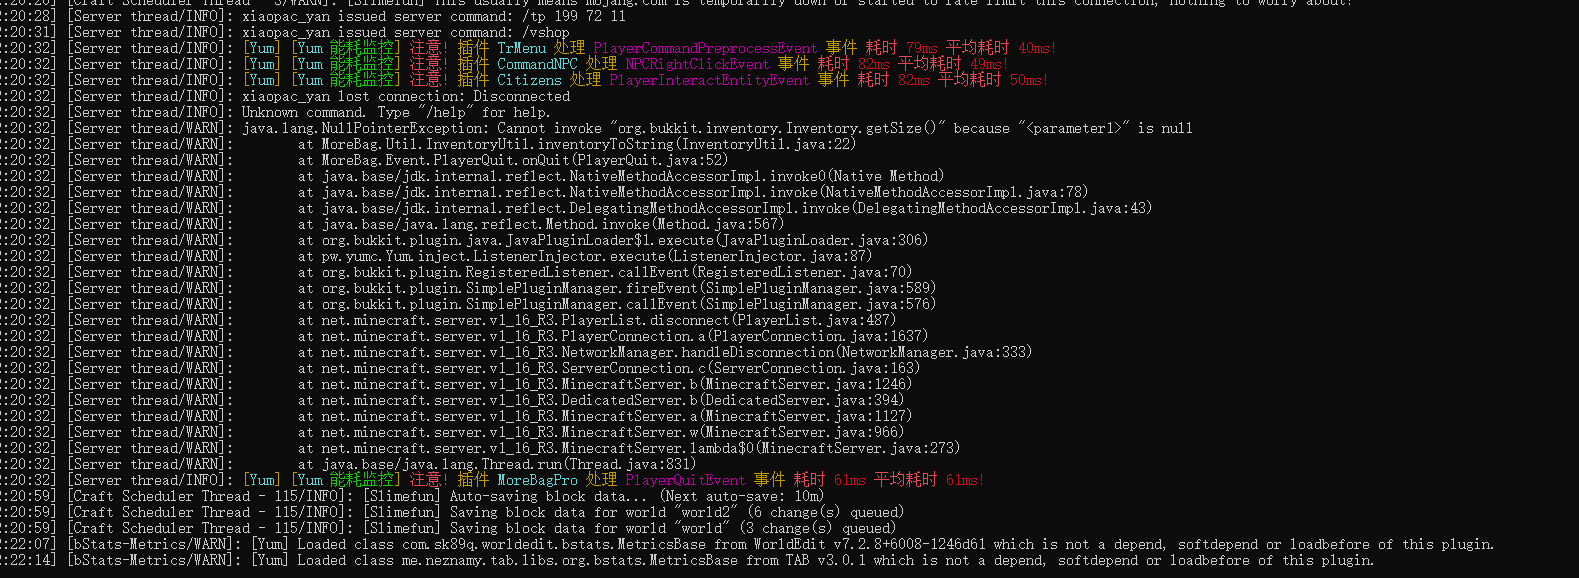 :20:28] [Craft Scheduler Thread - 3/WARN]: [Slimefun] This usually means mojang.com is temporarily down or started to rate limit this connection, nothing to worry about!
:20:28] [Server thread/INFO]: xiaopac_yan issued server command: /tp 199 72 11
:20:31] [Server thread/INFO]: xiaopac_yan issued server command: /vshop
:20:32] [Server thread/INFO]: [Yum] [Yum 能耗监控] 注意! 插件 TrMenu 处理 PlayerCommandPreprocessEvent 事件 耗时 79ms 平均耗时 40ms!
:20:32] [Server thread/INFO]: [Yum] [Yum 能耗监控] 注意! 插件 CommandNPC 处理 NPCRightClickEvent 事件 耗时 82ms 平均耗时 49ms!
:20:32] [Server thread/INFO]: [Yum] [Yum 能耗监控] 注意! 插件 Citizens 处理 PlayerInteractEntityEvent 事件 耗时 82ms 平均耗时 50ms!
:20:32] [Server thread/INFO]: xiaopac_yan lost connection: Disconnected
:20:32] [Server thread/INFO]: Unknown command. Type "/help" for help.
:20:32] [Server thread/WARN]: java.lang.NullPointerException: Cannot invoke "org.bukkit.inventory.Inventory.getSize()" because "<parameter1>" is null
:20:32] [Server thread/WARN]: at MoreBag.Util.InventoryUtil.inventoryToString(InventoryUtil.java:22)
:20:32] [Server thread/WARN]: at MoreBag.Event.PlayerQuit.onQuit(PlayerQuit.java:52)
:20:32] [Server thread/WARN]: at java.base/jdk.internal.reflect.NativeMethodAccessorImpl.invoke0(Native Method)
:20:32] [Server thread/WARN]: at java.base/jdk.internal.reflect.NativeMethodAccessorImpl.invoke(NativeMethodAccessorImpl.java:78)
:20:32] [Server thread/WARN]: at java.base/jdk.internal.reflect.DelegatingMethodAccessorImpl.invoke(DelegatingMethodAccessorImpl.java:43)
:20:32] [Server thread/WARN]: at java.base/java.lang.reflect.Method.invoke(Method.java:567)
:20:32] [Server thread/WARN]: at org.bukkit.plugin.java.JavaPluginLoader$1.execute(JavaPluginLoader.java:306)
:20:32] [Server thread/WARN]: at pw.yumc.Yum.inject.ListenerInjector.execute(ListenerInjector.java:87)
:20:32] [Server thread/WARN]: at org.bukkit.plugin.RegisteredListener.callEvent(RegisteredListener.java:70)
:20:32] [Server thread/WARN]: at org.bukkit.plugin.SimplePluginManager.fireEvent(SimplePluginManager.java:589)
:20:32] [Server thread/WARN]: at org.bukkit.plugin.SimplePluginManager.callEvent(SimplePluginManager.java:576)
:20:32] [Server thread/WARN]: at net.minecraft.server.v1_16_R3.PlayerList.disconnect(PlayerList.java:487)
:20:32] [Server thread/WARN]: at net.minecraft.server.v1_16_R3.PlayerConnection.a(PlayerConnection.java:1637)
:20:32] [Server thread/WARN]: at net.minecraft.server.v1_16_R3.NetworkManager.handleDisconnection(NetworkManager.java:333)
:20:32] [Server thread/WARN]: at net.minecraft.server.v1_16_R3.ServerConnection.c(ServerConnection.java:163)
:20:32] [Server thread/WARN]: at net.minecraft.server.v1_16_R3.MinecraftServer.b(MinecraftServer.java:1246)
:20:32] [Server thread/WARN]: at net.minecraft.server.v1_16_R3.DedicatedServer.b(DedicatedServer.java:394)
:20:32] [Server thread/WARN]: at net.minecraft.server.v1_16_R3.MinecraftServer.a(MinecraftServer.java:1127)
:20:32] [Server thread/WARN]: at net.minecraft.server.v1_16_R3.MinecraftServer.w(MinecraftServer.java:966)
:20:32] [Server thread/WARN]: at net.minecraft.server.v1_16_R3.MinecraftServer.lambda$0(MinecraftServer.java:273)
:20:32] [Server thread/WARN]: at java.base/java.lang.Thread.run(Thread.java:831)
:20:32] [Server thread/INFO]: [Yum] [Yum 能耗监控] 注意! 插件 MoreBagPro 处理 PlayerQuitEvent 事件 耗时 61ms 平均耗时 61ms!
:20:59] [Craft Scheduler Thread - 115/INFO]: [Slimefun] Auto-saving block data... (Next auto-save: 10m)
:20:59] [Craft Scheduler Thread - 115/INFO]: [Slimefun] Saving block data for world "world2" (6 change(s) queued)
:20:59] [Craft Scheduler Thread - 115/INFO]: [Slimefun] Saving block data for world "world" (3 change(s) queued)
:22:07] [bStats-Metrics/WARN]: [Yum] Loaded class com.sk89q.worldedit.bstats.MetricsBase from WorldEdit v7.2.8+6008-1246d61 which is not a depend, softdepend or loadbefore of this plugin.
:22:14] [bStats-Metrics/WARN]: [Yum] Loaded class me.neznamy.tab.libs.org.bstats.MetricsBase from TAB v3.0.1 which is not a depend, softdepend or loadbefore of this plugin.